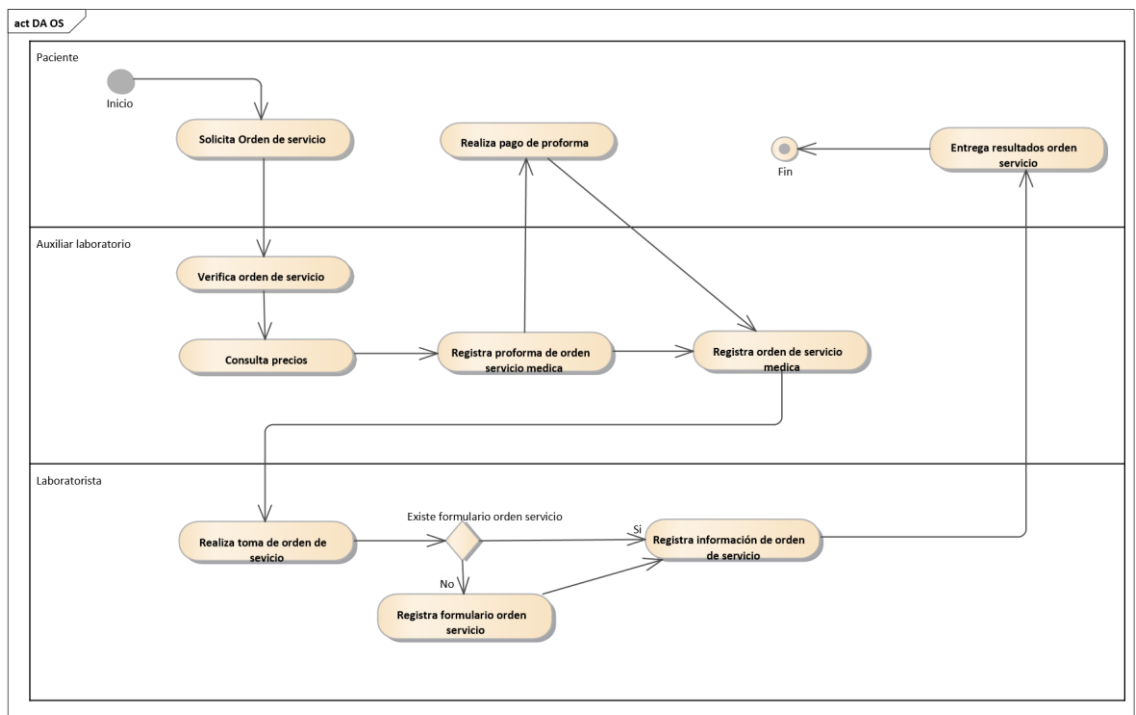 act DA OS
Paciente
Inicio
Solicita Orden de servicio
Realiza pago de proforma
Fin
Entrega resultados orden
servicio
Auxiliar laboratorio
Verifica orden de servicio
Consulta precios
Registra proforma de orden
servicio medica
Registra orden de servicio
medica
Laboratorista
Realiza toma de orden de
sevicio
Existe formulario orden servicio
Si
No
Registra información de orden
de servicio
Registra formulario orden
servicio